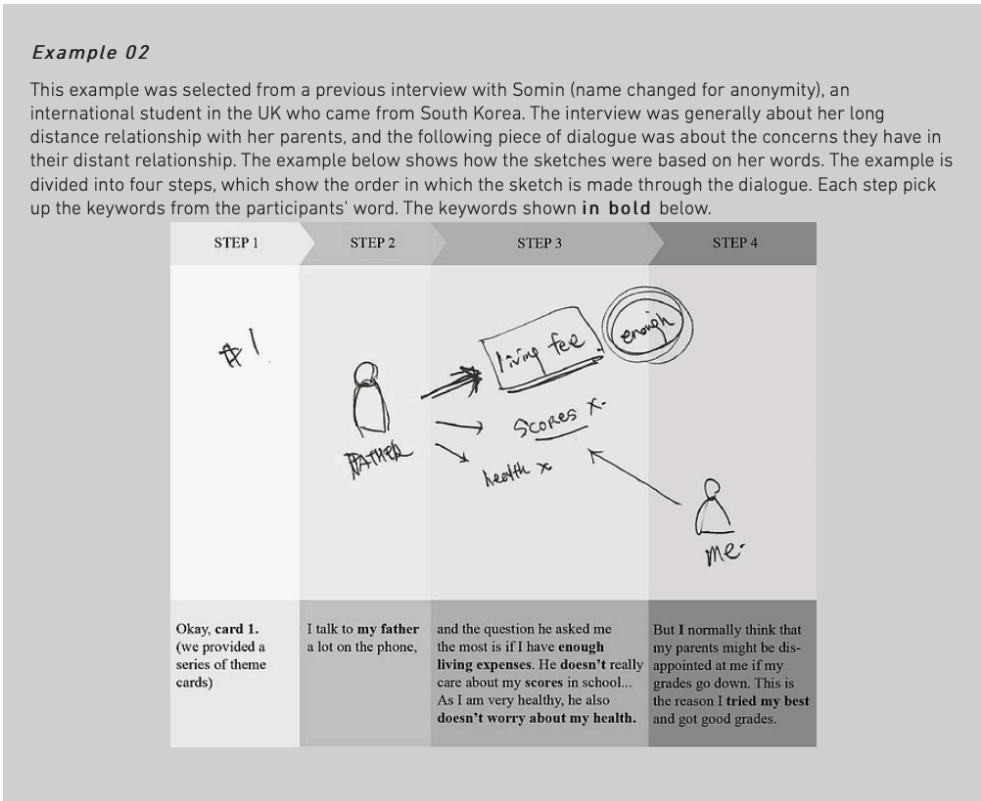 Example 02
This example was selected from a previous interview with Somin (name changed for anonymity), an
international student in the UK who came from South Korea. The interview was generally about her long
distance relationship with her parents, and the following piece of dialogue was about the concerns they have in
their distant relationship. The example below shows how the sketches were based on her words. The example is
divided into four steps, which show the order in which the sketch is made through the dialogue. Each step pick
up the keywords from the participants' word. The keywords shown in bold below.
STEP 1
STEP 2
STEP 3
STEP 4
#1.
FATHER
living fee
enough
Scores x.
health x
me.
Okay, card 1.
(we provided a
series of theme
cards)
I talk to my father
a lot on the phone,
and the question he asked me
the most is if I have enough
living expenses. He doesn't really
care about my scores in school...
As I am very healthy, he also
doesn't worry about my health.
But I normally think that
my parents might be dis-
appointed at me if my
grades go down. This is
the reason I tried my best
and got good grades.